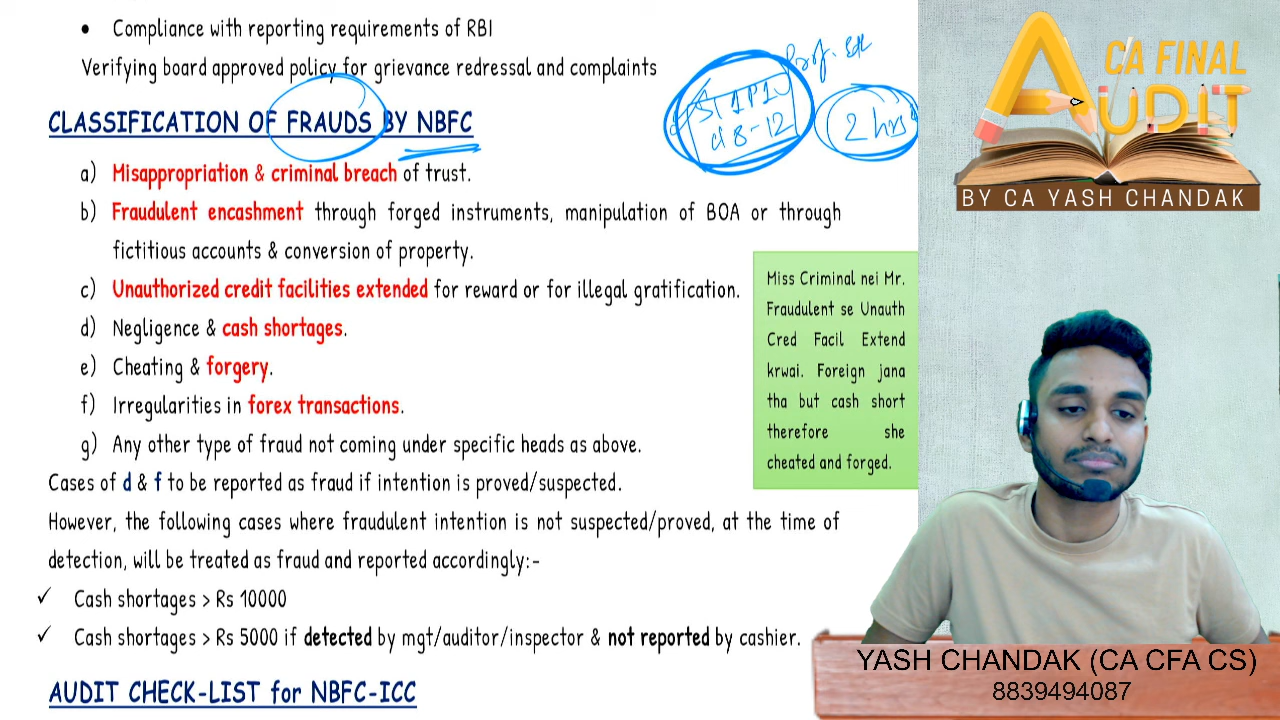 • Compliance with reporting requirements of RBI
Verifying board approved policy for grievance redressal and complaints
CLASSIFICATION OF FRAUDS BY NBFC
a) Misappropriation & criminal breach of trust.
b) Fraudulent encashment through forged instruments, manipulation of BOA or through
fictitious accounts & conversion of property.
c) Unauthorized credit facilities extended for reward or for illegal gratification.
d) Negligence & cash shortages.
e) Cheating & forgery.
f) Irregularities in forex transactions.
g) Any other type of fraud not coming under specific heads as above.
Cases of d & f to be reported as fraud if intention is proved/suspected.
However, the following cases where fraudulent intention is not suspected/proved, at the time of
detection, will be treated as fraud and reported accordingly:-
✓ Cash shortages > Rs 10000
✓ Cash shortages > Rs 5000 if detected by mgt/auditor/inspector & not reported by cashier.
AUDIT CHECK-LIST for NBFC-ICC
8-12
2 hrs
Miss Criminal nei Mr.
Fraudulent se Unauth
Cred Facil Extend
krwai. Foreign jana
tha but cash short
therefore she
cheated and forged.
CA FINAL
AUDIT
BY CA YASH CHANDAK
YASH CHANDAK (CA CFA CS)
8839494087